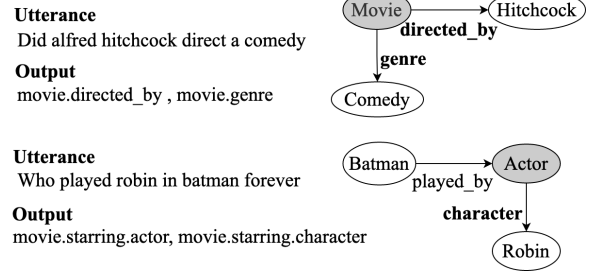 Utterance
Did alfred hitchcock direct a comedy
Output
movie.directed_by , movie.genre
Movie
Hitchcock
directed_by
genre
Comedy
Utterance
Who played robin in batman forever
Output
movie.starring.actor, movie.starring.character
Batman
Actor
played_by
character
Robin